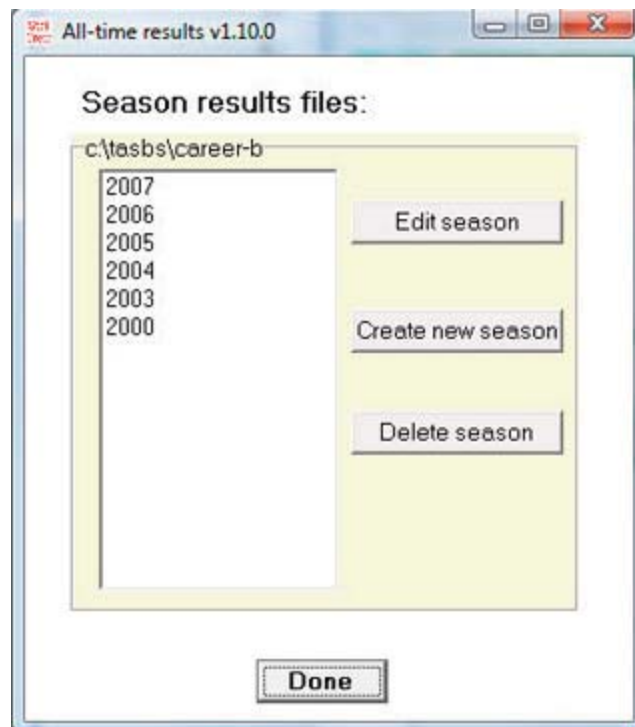 All-time results v1.10.0
Season results files:
c:\tasbs\career-b
2007
2006
2005
2004
2003
2000
Edit season
Create new season
Delete season
Done